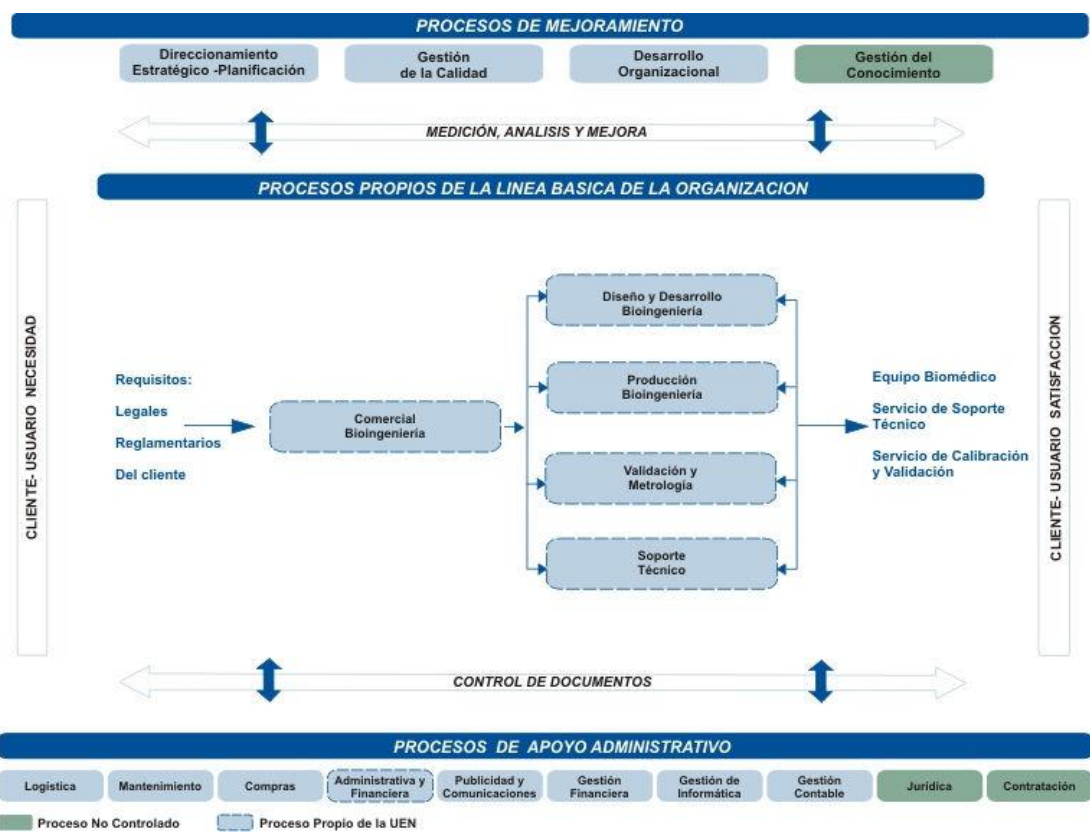 PROCESOS DE MEJORAMIENTO
Direccionamiento
Estratégico -Planificación
Gestión
de la Calidad
Desarrollo
Organizacional
Gestión del
Conocimiento
MEDICIÓN, ANALISIS Y MEJORA
PROCESOS PROPIOS DE LA LINEA BASICA DE LA ORGANIZACION
CLIENTE- USUARIO NECESIDAD
Requisitos:
Legales
Reglamentarios
Del cliente
Comercial
Bioingeniería
Diseño y Desarrollo
Bioingeniería
Producción
Bioingeniería
Validación y
Metrología
Soporte
Técnico
Equipo Biomédico
Servicio de Soporte
Técnico
Servicio de Calibración
y Validación
CLIENTE- USUARIO SATISFACCION
CONTROL DE DOCUMENTOS
PROCESOS DE APOYO ADMINISTRATIVO
Logística
Mantenimiento
Compras
Administrativa y
Financiera
Publicidad y
Comunicaciones
Gestión
Financiera
Gestión de
Informática
Gestión
Contable
Jurídica
Contratación
Proceso No Controlado
Proceso Propio de la UEN